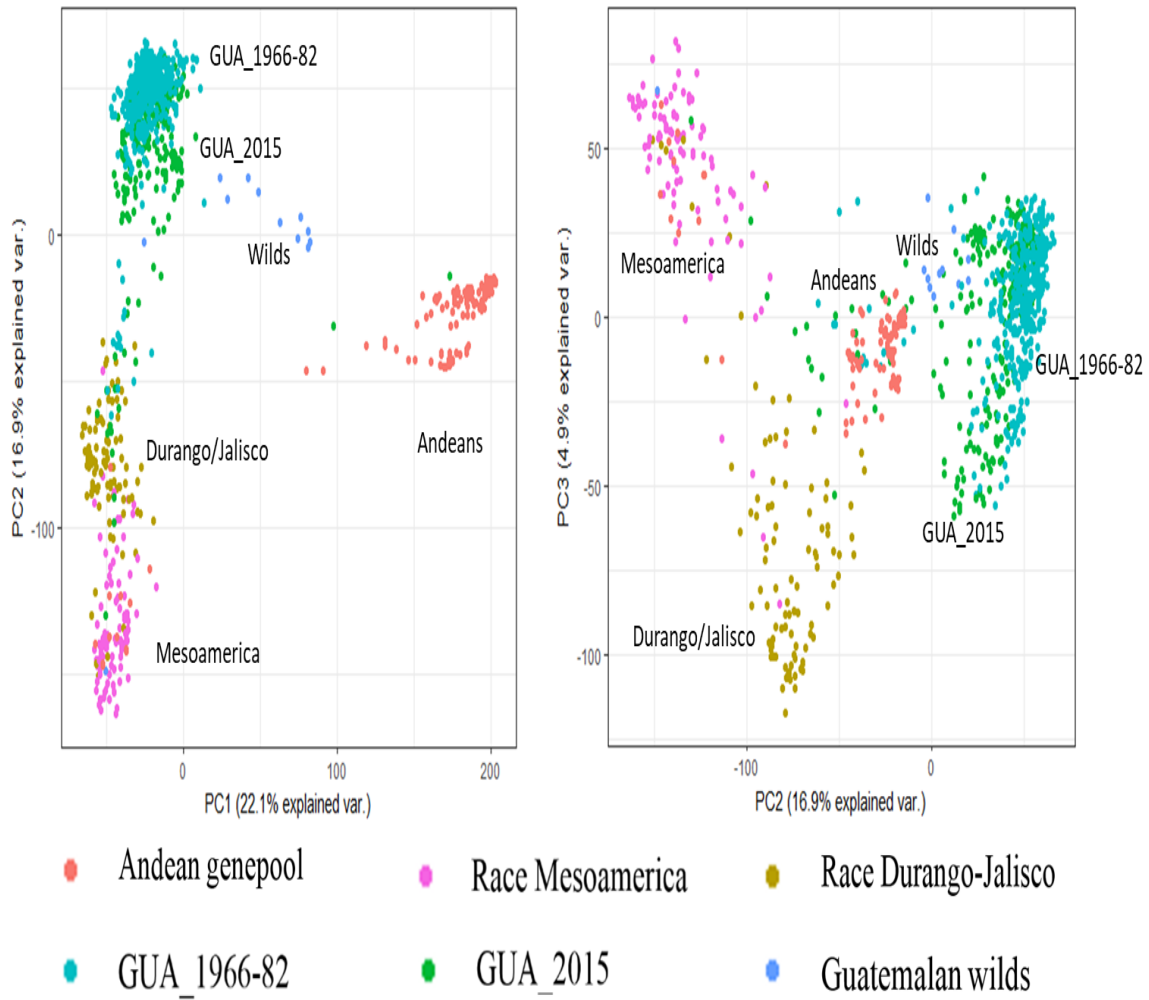 GUA_1966-82
GUA_2015
Wilds
Durango/Jalisco
Andeans
Mesoamerica
PC2 (16.9% explained var.)
0
-100
0
100
200
PC1 (22.1% explained var.)
Mesoamerica
Andeans
Wilds
GUA_1966-82
GUA_2015
Durango/Jalisco
PC3 (4.9% explained var.)
50
0
-50
-100
-100
0
PC2 (16.9% explained var.)
Andean genepool
Race Mesoamerica
Race Durango-Jalisco
GUA_1966-82
GUA_2015
Guatemalan wilds